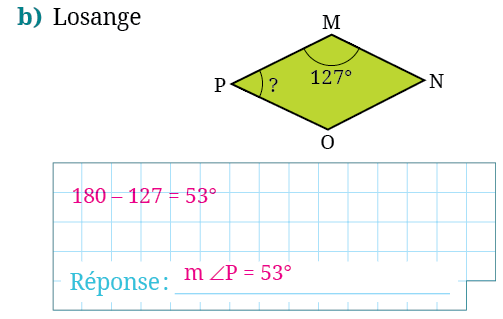 b) Losange
M
127°
P
?
N
O
180 – 127 = 53°
Réponse : m ∠P = 53°